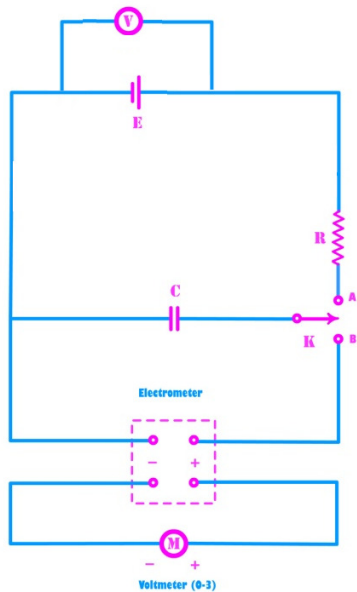 V
E
R
A
C
K
B
Electrometer
− +
M
− +
Voltmeter (0-3)